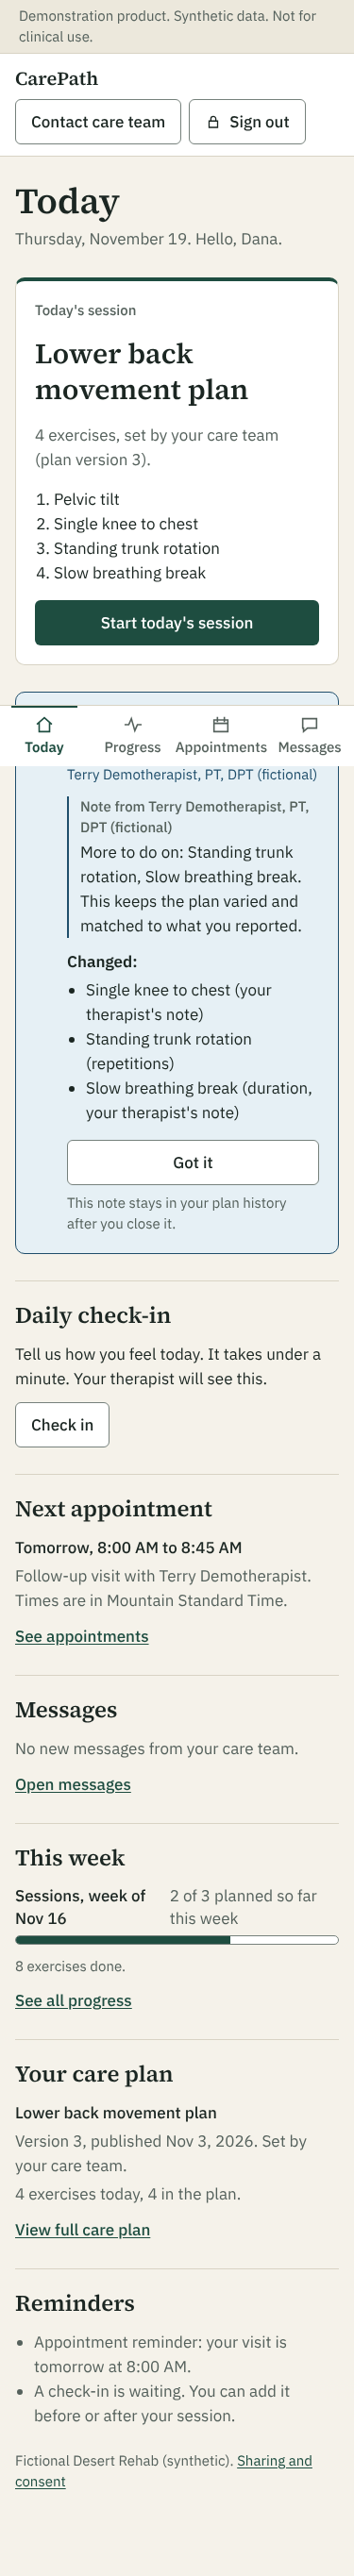 Demonstration product. Synthetic data. Not for
clinical use.
CarePath
Contact care team
Sign out
Today
Thursday, November 19. Hello, Dana.
Today's session
Lower back
movement plan
4 exercises, set by your care team
(plan version 3).
1. Pelvic tilt
2. Single knee to chest
3. Standing trunk rotation
4. Slow breathing break
Start today's session
Today
Progress
Appointments
Messages
Terry Demotherapist, PT, DPT (fictional)
Note from Terry Demotherapist, PT,
DPT (fictional)
More to do on: Standing trunk
rotation, Slow breathing break.
This keeps the plan varied and
matched to what you reported.
Changed:
• Single knee to chest (your
therapist's note)
• Standing trunk rotation
(repetitions)
• Slow breathing break (duration,
your therapist's note)
Got it
This note stays in your plan history
after you close it.
Daily check-in
Tell us how you feel today. It takes under a
minute. Your therapist will see this.
Check in
Next appointment
Tomorrow, 8:00 AM to 8:45 AM
Follow-up visit with Terry Demotherapist.
Times are in Mountain Standard Time.
See appointments
Messages
No new messages from your care team.
Open messages
This week
Sessions, week of
Nov 16
2 of 3 planned so far
this week
8 exercises done.
See all progress
Your care plan
Lower back movement plan
Version 3, published Nov 3, 2026. Set by
your care team.
4 exercises today, 4 in the plan.
View full care plan
Reminders
• Appointment reminder: your visit is
tomorrow at 8:00 AM.
• A check-in is waiting. You can add it
before or after your session.
Fictional Desert Rehab (synthetic). Sharing and
consent